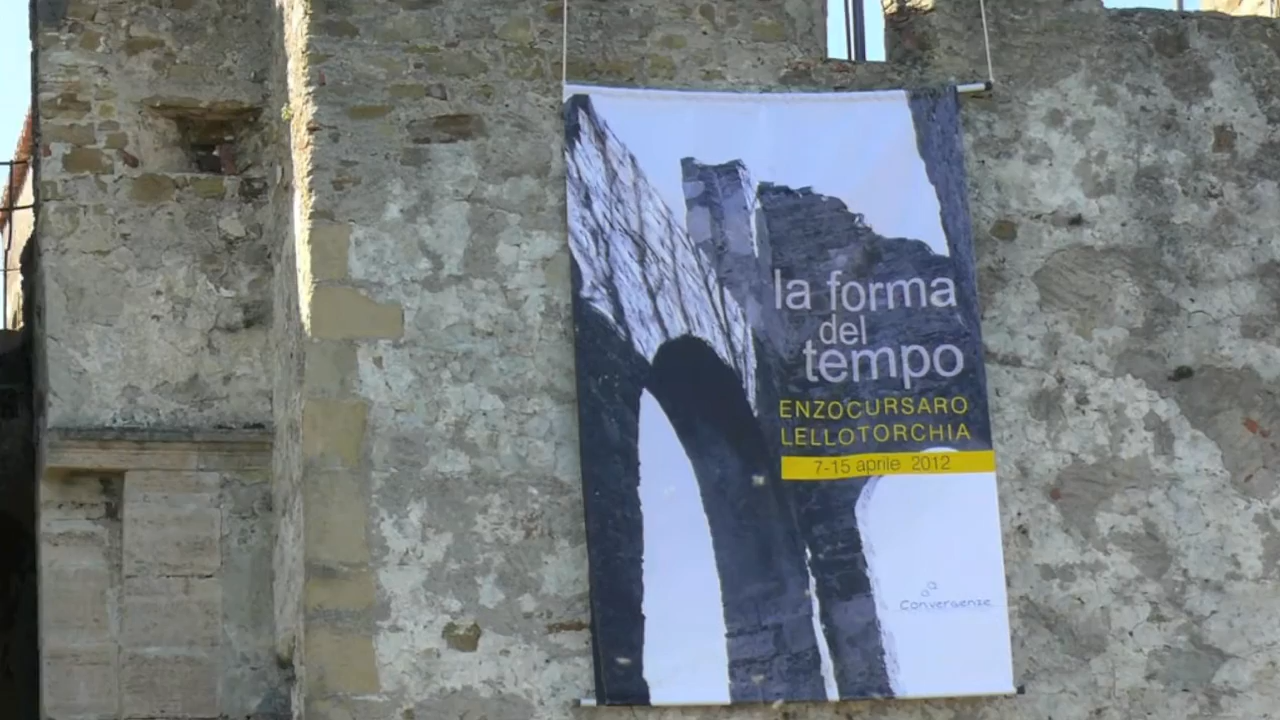 la forma
del
tempo
ENZOCURSARO
LELLOTORCHIA
7-15 aprile 2012
Convergenze